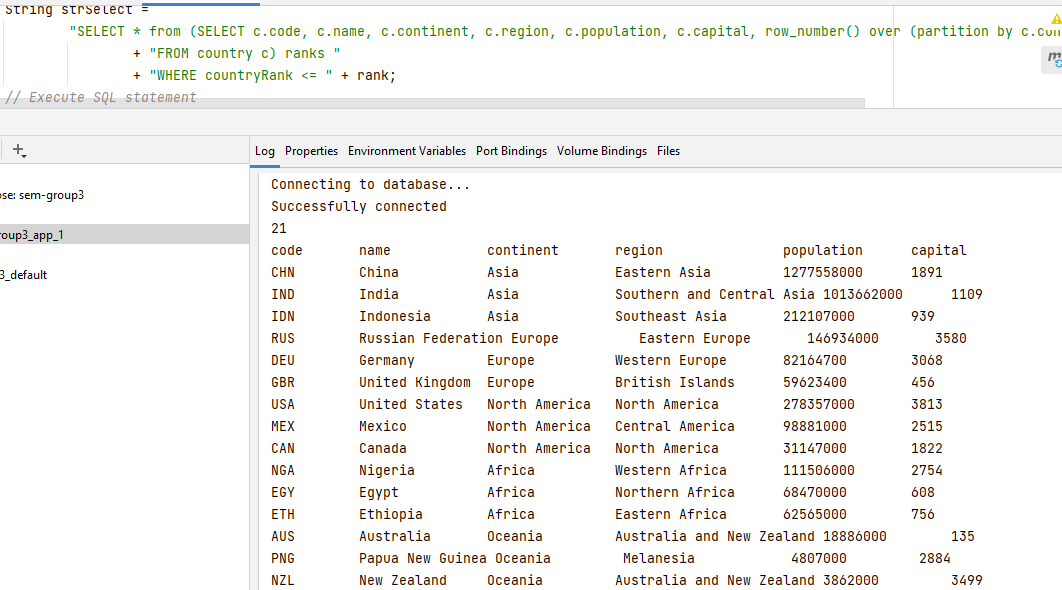 String strSelect =
"SELECT * from (SELECT c.code, c.name, c.continent, c.region, c.population, c.capital, row_number() over (partition by
+ "FROM country c) ranks "
+ "WHERE countryRank <= " + rank;
// Execute SQL statement
Log Properties Environment Variables Port Bindings Volume Bindings Files
ose: sem-group3
roup3_app_1
3_default
Connecting to database...
Successfully connected
21
code name continent region population capital
CHN China Asia Eastern Asia 1277558000 1891
IND India Asia Southern and Central Asia 1013662000 1109
IDN Indonesia Asia Southeast Asia 212107000 939
RUS Russian Federation Europe Eastern Europe 146934000 3580
DEU Germany Europe Western Europe 82164700 3068
GBR United Kingdom Europe British Islands 59623400 456
USA United States North America North America 278357000 3813
MEX Mexico North America Central America 98881000 2515
CAN Canada North America North America 31147000 1822
NGA Nigeria Africa Western Africa 111506000 2754
EGY Egypt Africa Northern Africa 68470000 608
ETH Ethiopia Africa Eastern Africa 62565000 756
AUS Australia Oceania Australia and New Zealand 18886000 135
PNG Papua New Guinea Oceania Melanesia 4807000 2884
NZL New Zealand Oceania Australia and New Zealand 3862000 3499